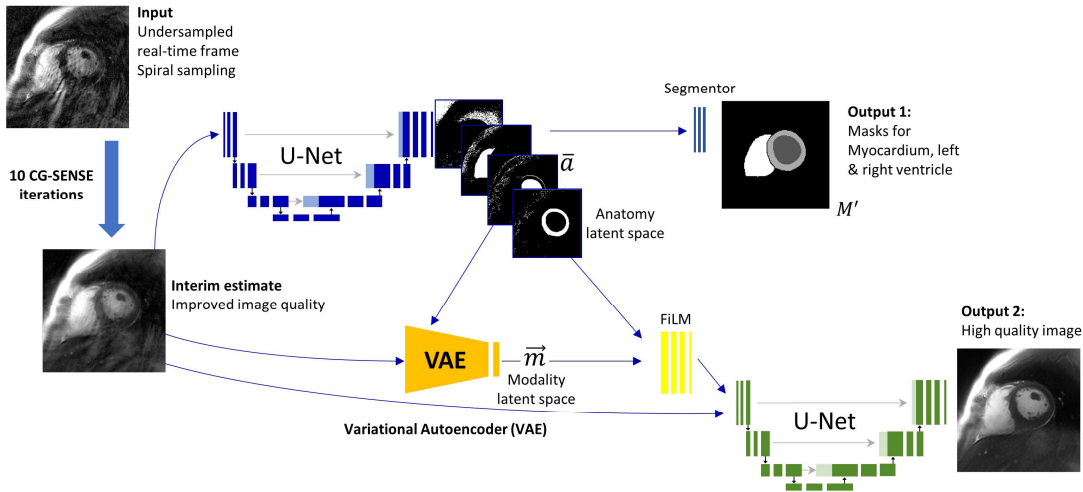 Input
Undersampled
real-time frame
Spiral sampling
10 CG-SENSE
iterations
Interim estimate
Improved image quality
U-Net
a̅
Anatomy
latent space
Segmentor
Output 1:
Masks for
Myocardium, left
& right ventricle
M′
VAE
m⃗
Modality
latent space
Variational Autoencoder (VAE)
FiLM
U-Net
Output 2:
High quality image